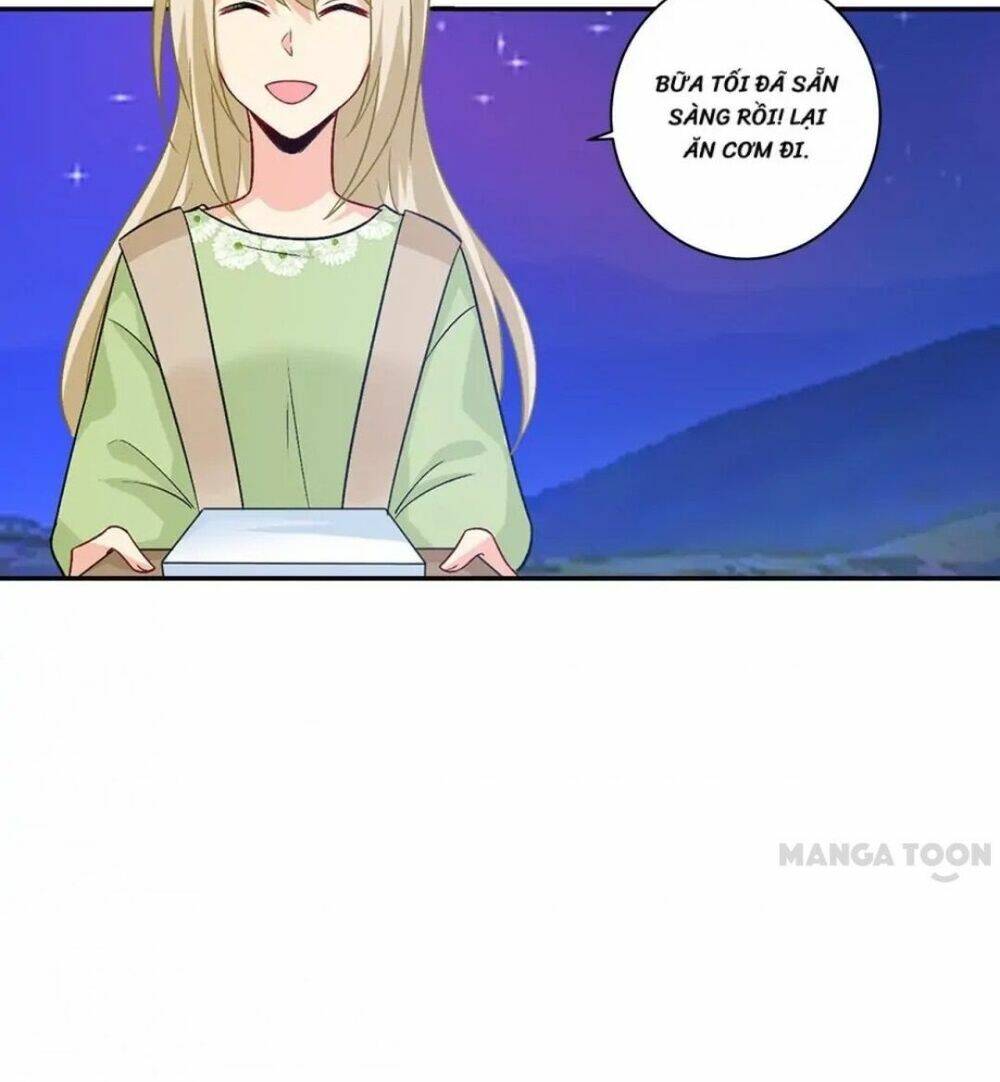 BỮA TỐI ĐÃ SẴN
SÀNG RỒI! LẠI
ĂN CƠM ĐI.
MANGA TOON